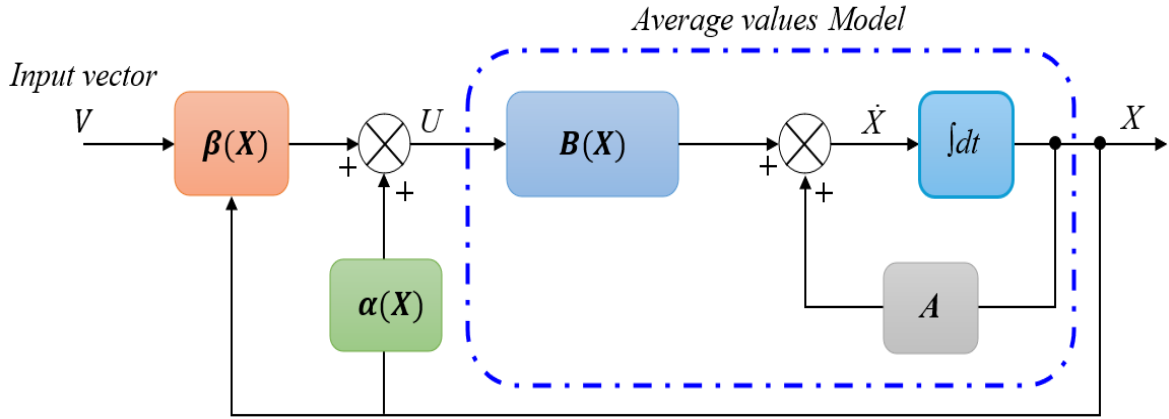 Average values Model
Input vector
V
β(X)
+
+
U
B(X)
+
+
Ẋ
∫dt
X
α(X)
A